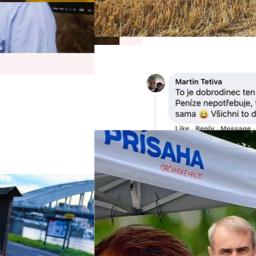 Martin Tetiva
To je dobrodinec ten
Peníze nepotřebuje,
sama 😀 Všichni to d
Like Reply Message
PŘÍSAHA
OBČANSKÉ HNUTÍ